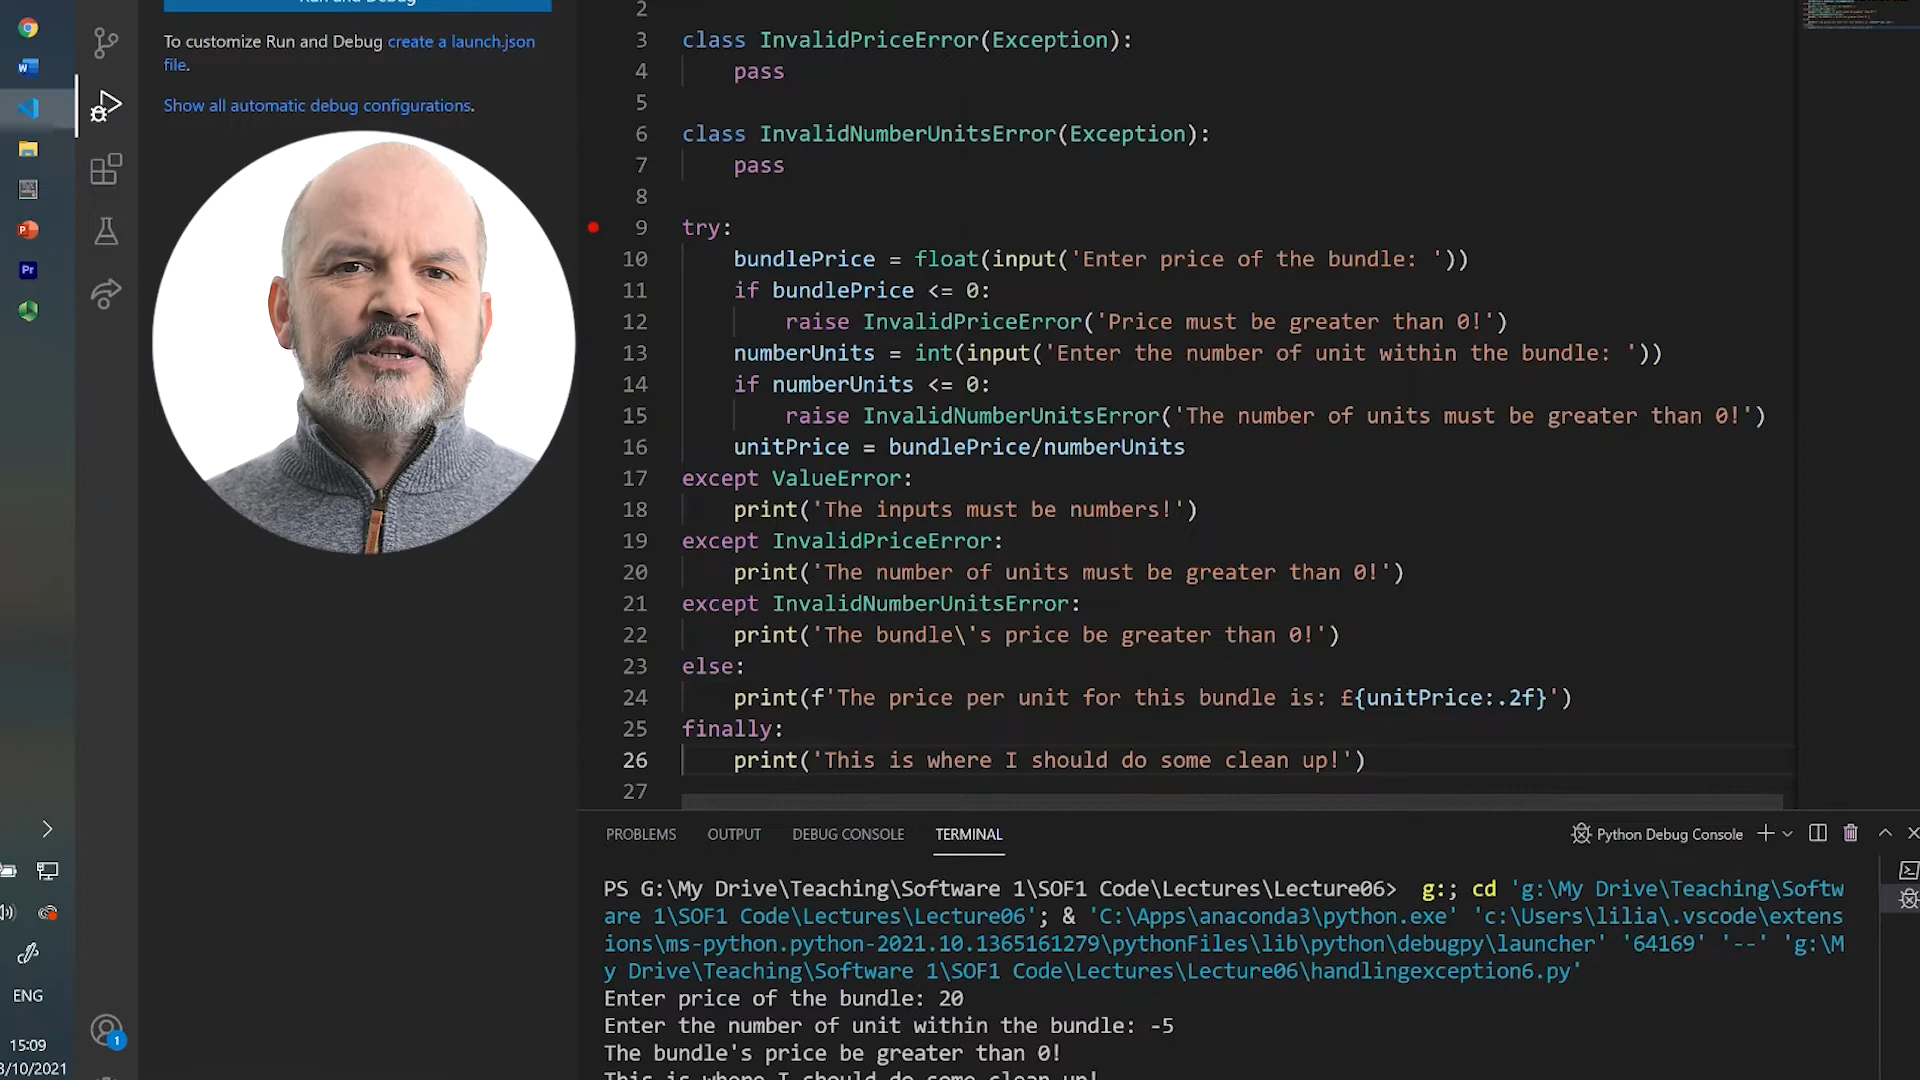 Run and Debug
To customize Run and Debug create a launch.json
file.
Show all automatic debug configurations.
Pr
ENG
15:09
3/10/2021
1
2
3 class InvalidPriceError(Exception):
4 pass
5
6 class InvalidNumberUnitsError(Exception):
7 pass
8
9 try:
10 bundlePrice = float(input('Enter price of the bundle: '))
11 if bundlePrice <= 0:
12 raise InvalidPriceError('Price must be greater than 0!')
13 numberUnits = int(input('Enter the number of unit within the bundle: '))
14 if numberUnits <= 0:
15 raise InvalidNumberUnitsError('The number of units must be greater than 0!')
16 unitPrice = bundlePrice/numberUnits
17 except ValueError:
18 print('The inputs must be numbers!')
19 except InvalidPriceError:
20 print('The number of units must be greater than 0!')
21 except InvalidNumberUnitsError:
22 print('The bundle\'s price be greater than 0!')
23 else:
24 print(f'The price per unit for this bundle is: £{unitPrice:.2f}')
25 finally:
26 print('This is where I should do some clean up!')
27
PROBLEMS OUTPUT DEBUG CONSOLE TERMINAL Python Debug Console
PS G:\My Drive\Teaching\Software 1\SOF1 Code\Lectures\Lecture06> g:; cd 'g:\My Drive\Teaching\Softw
are 1\SOF1 Code\Lectures\Lecture06'; & 'C:\Apps\anaconda3\python.exe' 'c:\Users\lilia\.vscode\extens
ions\ms-python.python-2021.10.1365161279\pythonFiles\lib\python\debugpy\launcher' '64169' '--' 'g:\M
y Drive\Teaching\Software 1\SOF1 Code\Lectures\Lecture06\handlingexception6.py'
Enter price of the bundle: 20
Enter the number of unit within the bundle: -5
The bundle's price be greater than 0!
This is where I should do some clean up!